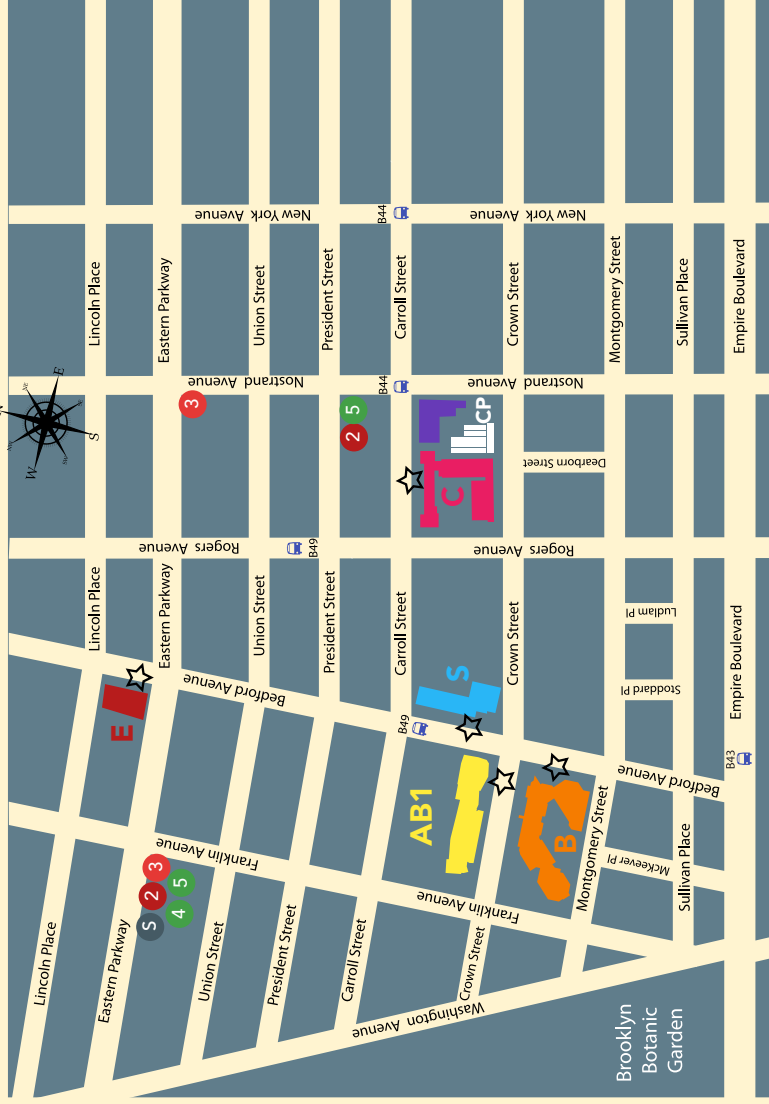 N
NE
E
SE
S
SW
W
NW
Lincoln Place
Lincoln Place
Lincoln Place
Eastern Parkway
Eastern Parkway
Eastern Parkway
E
S
2
3
4
5
3
Union Street
Union Street
Union Street
Franklin Avenue
Bedford Avenue
Rogers Avenue
Nostrand Avenue
New York Avenue
B49
President Street
President Street
President Street
2
5
Carroll Street
Carroll Street
Carroll Street
B49
B44
B44
AB1
S
C
CP
Washington Avenue
Franklin Avenue
Crown Street
Crown Street
Crown Street
Rogers Avenue
Nostrand Avenue
New York Avenue
B
Dearborn Street
Montgomery Street
Montgomery Street
McKeever Pl
Bedford Avenue
Stoddard Pl
Ludlam Pl
Sullivan Place
Sullivan Place
Brooklyn
Botanic
Garden
B43
Empire Boulevard
Empire Boulevard